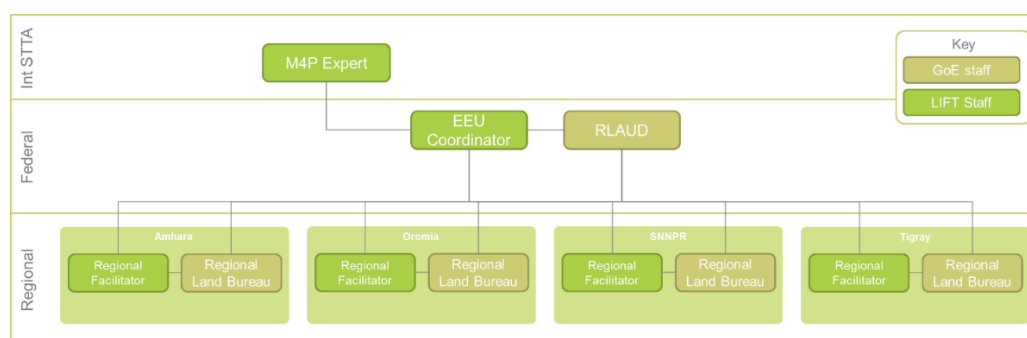 Int STTA
M4P Expert
Key
GoE staff
LIFT Staff
Federal
EEU
Coordinator
RLAUD
Regional
Amhara
Regional
Facilitator
Regional
Land Bureau
Oromia
Regional
Facilitator
Regional
Land Bureau
SNNPR
Regional
Facilitator
Regional
Land Bureau
Tigray
Regional
Facilitator
Regional
Land Bureau